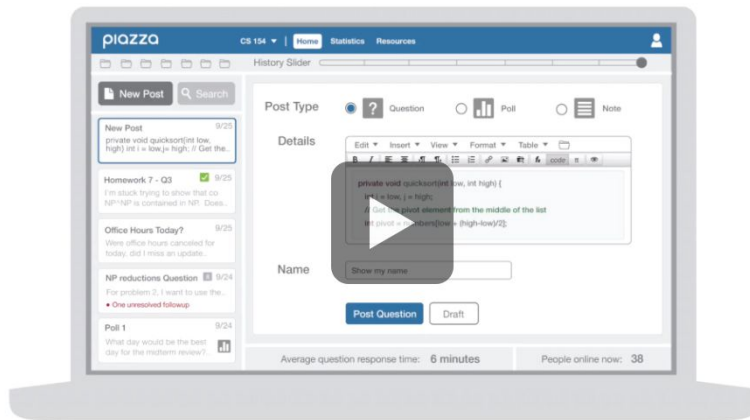 piazza
CS 154 Home Statistics Resources
History Slider
New Post Search
New Post 9/25
private void quicksort(int low,
high) int i = low,j= high; // Get the..
Homework 7 - Q3 9/25
I'm stuck trying to show that co-
NP^NP is contained in NP. Does..
Office Hours Today? 9/25
Were office hours canceled for
today, did I miss an update..
NP reductions Question 9/24
For problem 2, I want to use the..
One unresolved followup
Poll 1 9/24
What day would be the best
day for the midterm review?..
Post Type ? Question Poll Note
Details
Edit Insert View Format Table
B I code
private void quicksort(int low, int high) {
int i = low, j = high;
// Get the pivot element from the middle of the list
int pivot = numbers[low + (high-low)/2];
Name Show my name
Post Question Draft
Average question response time: 6 minutes People online now: 38